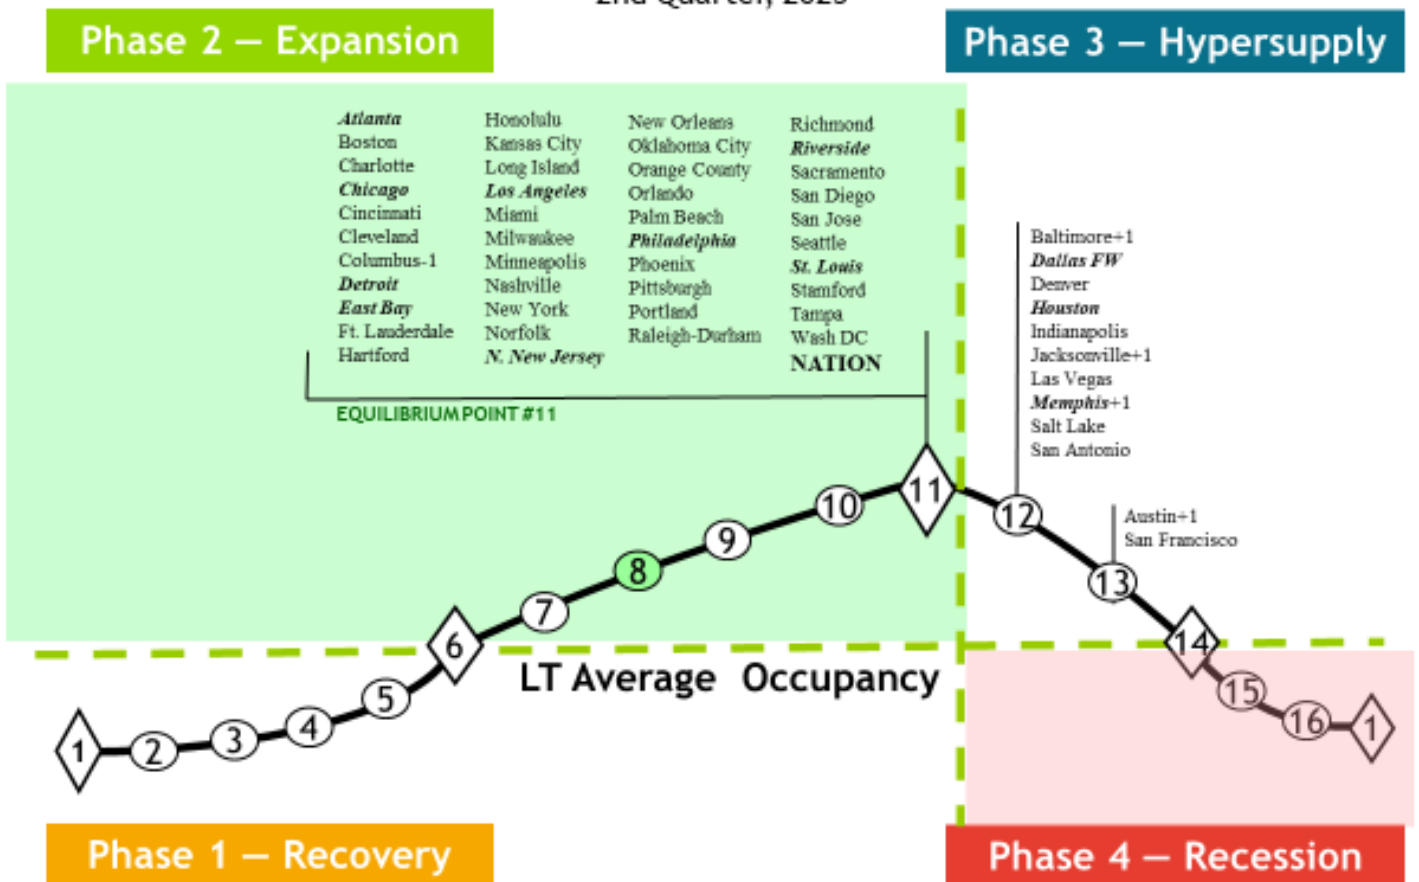 2nd Quarter, 2023
Phase 2 — Expansion
Phase 3 — Hypersupply
Atlanta
Boston
Charlotte
Chicago
Cincinnati
Cleveland
Columbus-1
Detroit
East Bay
Ft. Lauderdale
Hartford
Honolulu
Kansas City
Long Island
Los Angeles
Miami
Milwaukee
Minneapolis
Nashville
New York
Norfolk
N. New Jersey
New Orleans
Oklahoma City
Orange County
Orlando
Palm Beach
Philadelphia
Phoenix
Pittsburgh
Portland
Raleigh-Durham
Richmond
Riverside
Sacramento
San Diego
San Jose
Seattle
St. Louis
Stamford
Tampa
Wash DC
NATION
EQUILIBRIUM POINT #11
Baltimore+1
Dallas FW
Denver
Houston
Indianapolis
Jacksonville+1
Las Vegas
Memphis+1
Salt Lake
San Antonio
Austin+1
San Francisco
1
2
3
4
5
6
7
8
9
10
11
12
13
14
15
16
1
LT Average Occupancy
Phase 1 — Recovery
Phase 4 — Recession